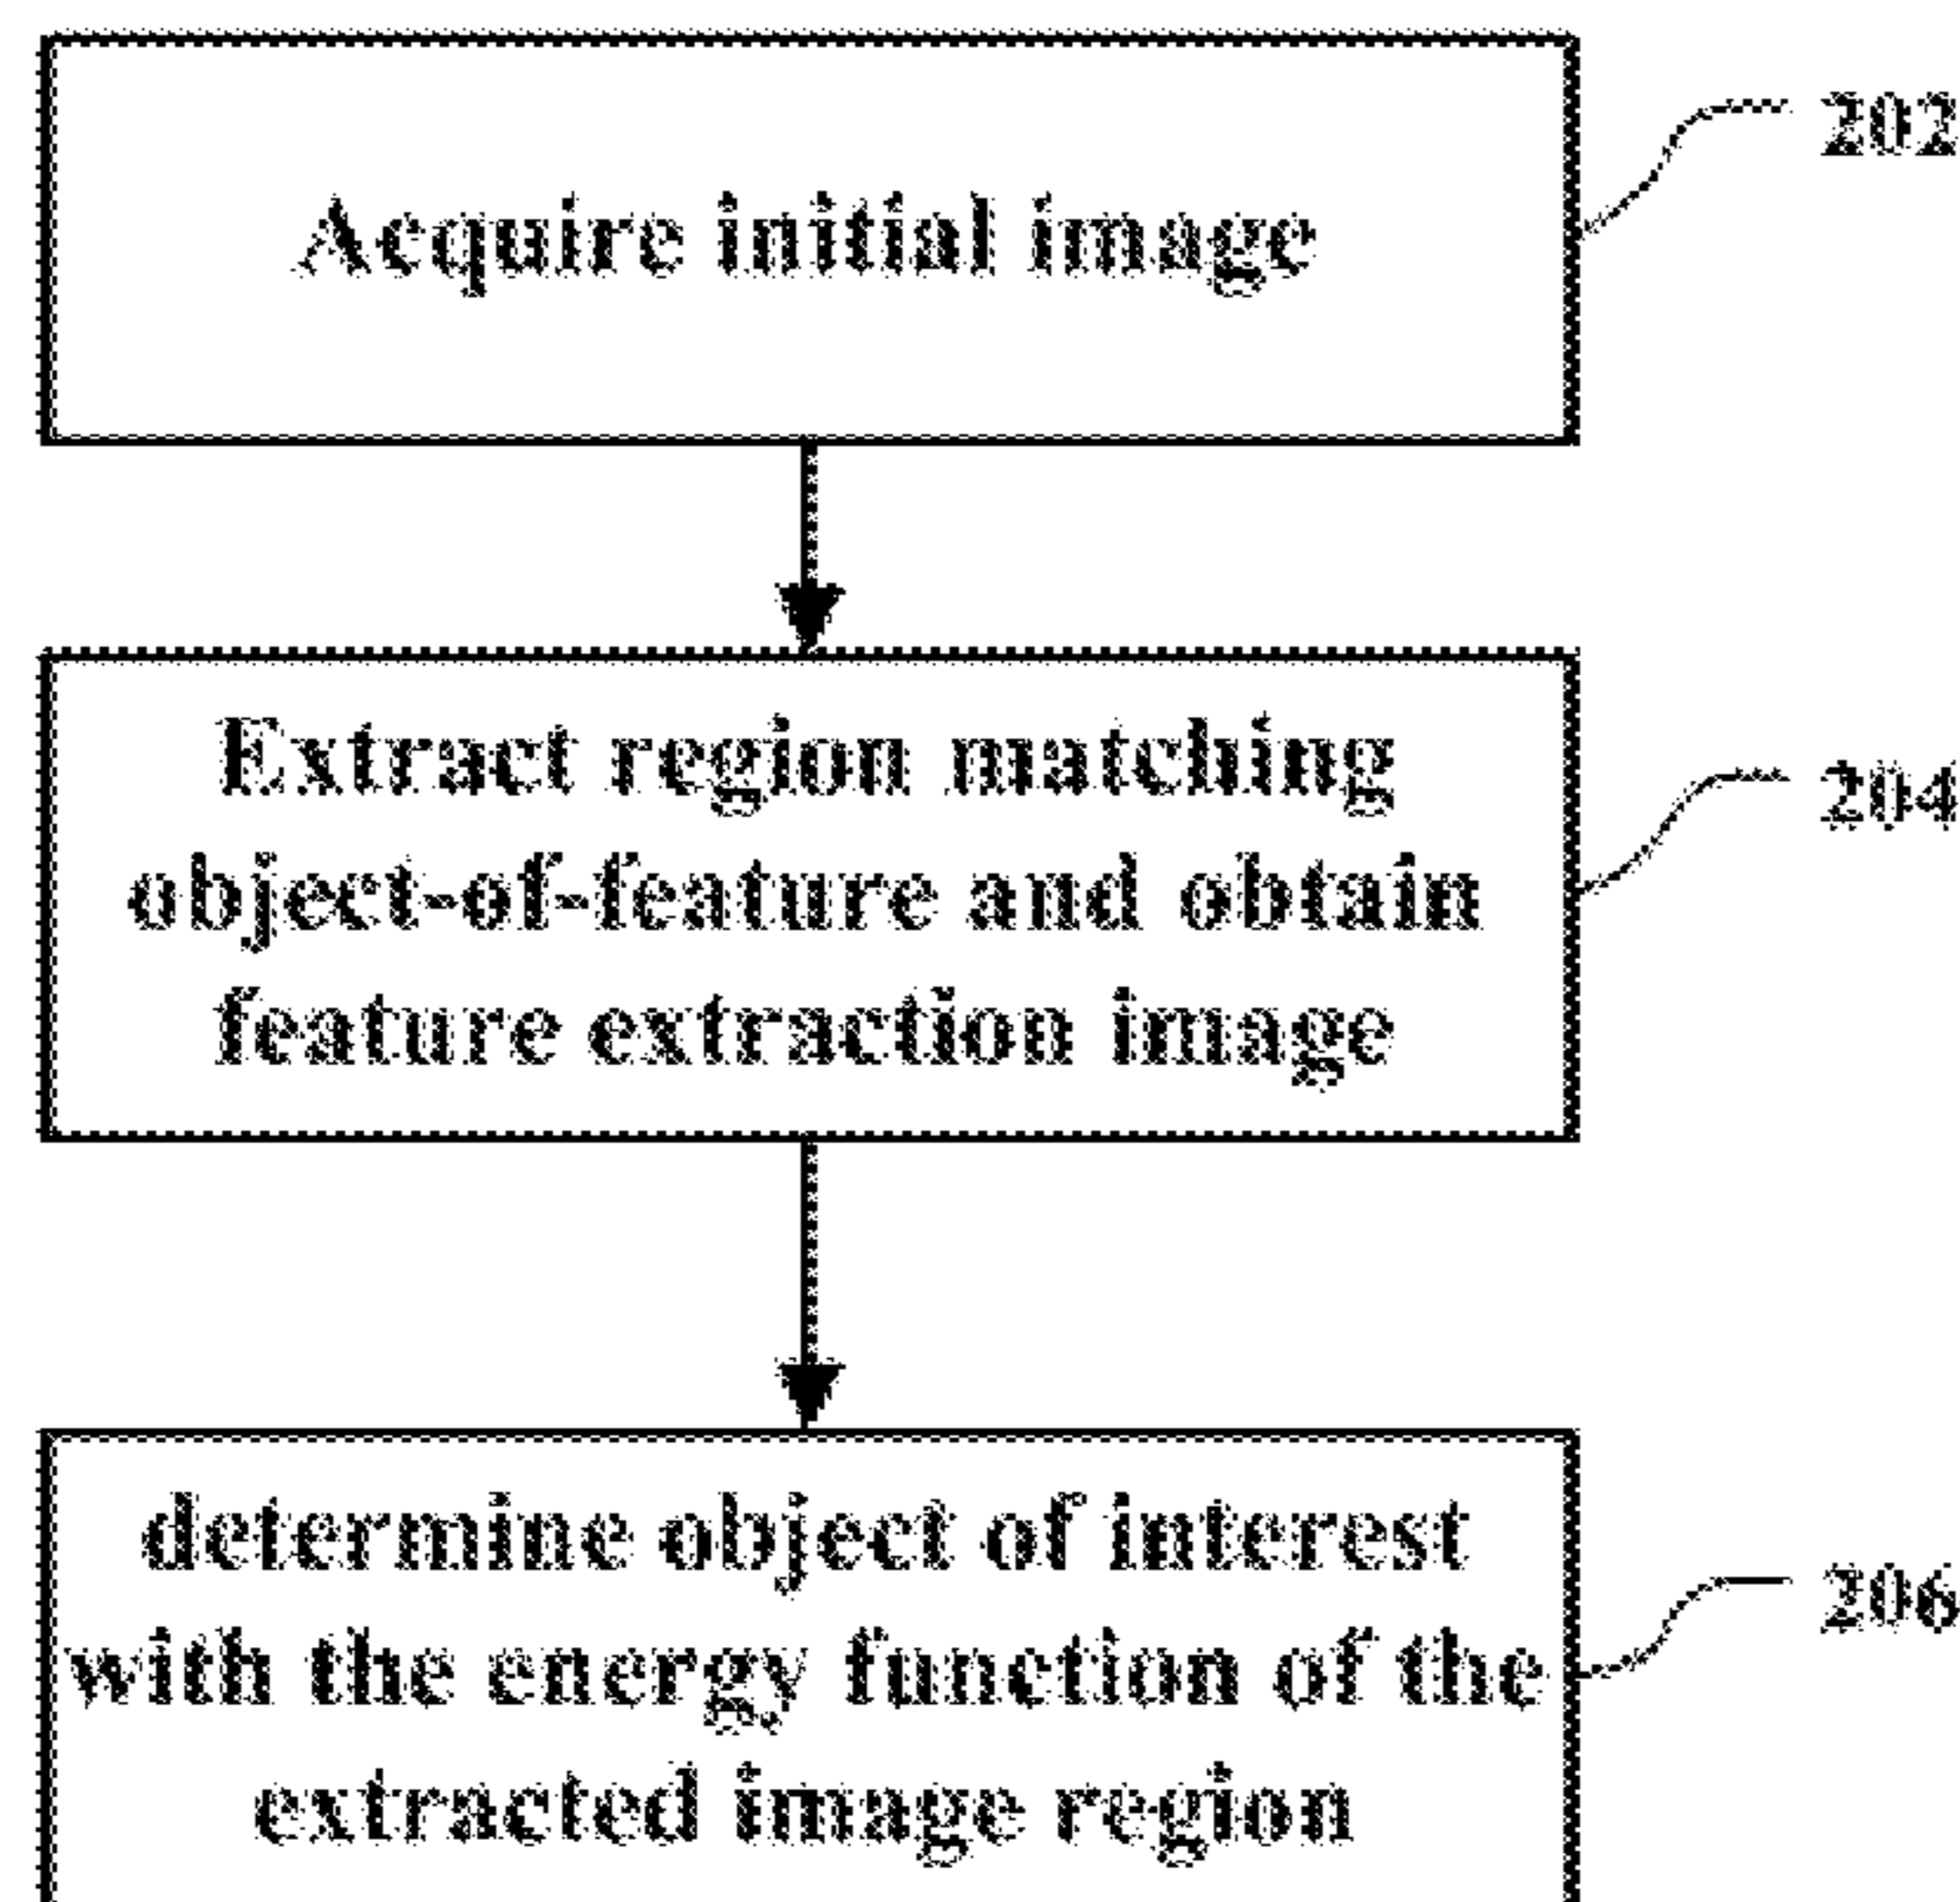 Acquire initial image
202
Extract region matching
object-of-feature and obtain
feature extraction image
204
determine object of interest
with the energy function of the
extracted image region
206